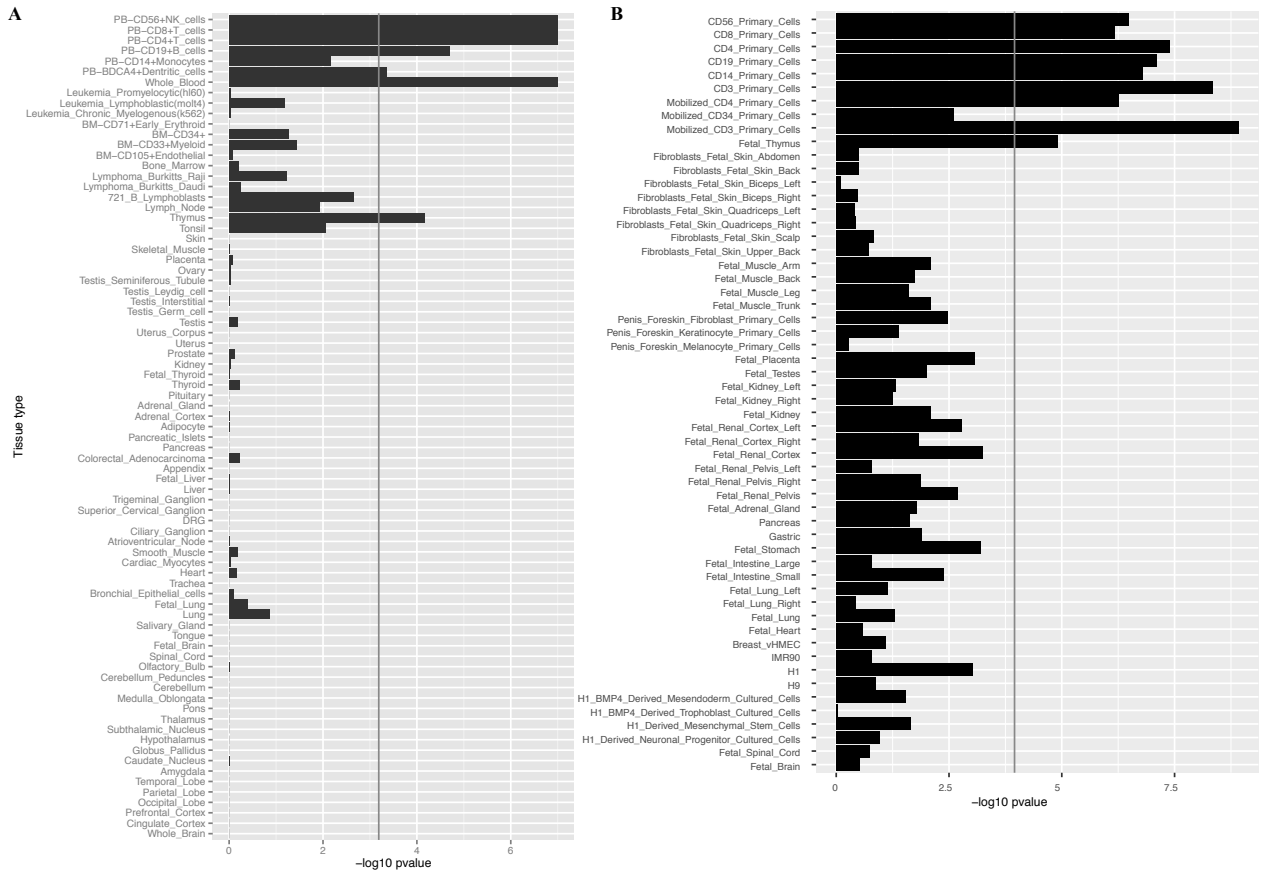 A
Tissue type
PB-CD56+NK_cells
PB-CD8+T_cells
PB-CD4+T_cells
PB-CD19+B_cells
PB-CD14+Monocytes
PB-BDCA4+Dentritic_cells
Whole_Blood
Leukemia_Promyelocytic(hl60)
Leukemia_Lymphoblastic(molt4)
Leukemia_Chronic_Myelogenous(k562)
BM-CD71+Early_Erythroid
BM-CD34+
BM-CD33+Myeloid
BM-CD105+Endothelial
Bone_Marrow
Lymphoma_Burkitts_Raji
Lymphoma_Burkitts_Daudi
721_B_Lymphoblasts
Lymph_Node
Thymus
Tonsil
Skin
Skeletal_Muscle
Placenta
Ovary
Testis_Seminiferous_Tubule
Testis_Leydig_cell
Testis_Interstitial
Testis_Germ_cell
Testis
Uterus_Corpus
Uterus
Prostate
Kidney
Fetal_Thyroid
Thyroid
Pituitary
Adrenal_Gland
Adrenal_Cortex
Adipocyte
Pancreatic_Islets
Pancreas
Colorectal_Adenocarcinoma
Appendix
Fetal_Liver
Liver
Trigeminal_Ganglion
Superior_Cervical_Ganglion
DRG
Ciliary_Ganglion
Atrioventricular_Node
Smooth_Muscle
Cardiac_Myocytes
Heart
Trachea
Bronchial_Epithelial_cells
Fetal_Lung
Lung
Salivary_Gland
Tongue
Fetal_Brain
Spinal_Cord
Olfactory_Bulb
Cerebellum_Peduncles
Cerebellum
Medulla_Oblongata
Pons
Thalamus
Subthalamic_Nucleus
Hypothalamus
Globus_Pallidus
Caudate_Nucleus
Amygdala
Temporal_Lobe
Parietal_Lobe
Occipital_Lobe
Prefrontal_Cortex
Cingulate_Cortex
Whole_Brain
0 2 4 6
−log10 pvalue
B
CD56_Primary_Cells
CD8_Primary_Cells
CD4_Primary_Cells
CD19_Primary_Cells
CD14_Primary_Cells
CD3_Primary_Cells
Mobilized_CD4_Primary_Cells
Mobilized_CD34_Primary_Cells
Mobilized_CD3_Primary_Cells
Fetal_Thymus
Fibroblasts_Fetal_Skin_Abdomen
Fibroblasts_Fetal_Skin_Back
Fibroblasts_Fetal_Skin_Biceps_Left
Fibroblasts_Fetal_Skin_Biceps_Right
Fibroblasts_Fetal_Skin_Quadriceps_Left
Fibroblasts_Fetal_Skin_Quadriceps_Right
Fibroblasts_Fetal_Skin_Scalp
Fibroblasts_Fetal_Skin_Upper_Back
Fetal_Muscle_Arm
Fetal_Muscle_Back
Fetal_Muscle_Leg
Fetal_Muscle_Trunk
Penis_Foreskin_Fibroblast_Primary_Cells
Penis_Foreskin_Keratinocyte_Primary_Cells
Penis_Foreskin_Melanocyte_Primary_Cells
Fetal_Placenta
Fetal_Testes
Fetal_Kidney_Left
Fetal_Kidney_Right
Fetal_Kidney
Fetal_Renal_Cortex_Left
Fetal_Renal_Cortex_Right
Fetal_Renal_Cortex
Fetal_Renal_Pelvis_Left
Fetal_Renal_Pelvis_Right
Fetal_Renal_Pelvis
Fetal_Adrenal_Gland
Pancreas
Gastric
Fetal_Stomach
Fetal_Intestine_Large
Fetal_Intestine_Small
Fetal_Lung_Left
Fetal_Lung_Right
Fetal_Lung
Fetal_Heart
Breast_vHMEC
IMR90
H1
H9
H1_BMP4_Derived_Mesendoderm_Cultured_Cells
H1_BMP4_Derived_Trophoblast_Cultured_Cells
H1_Derived_Mesenchymal_Stem_Cells
H1_Derived_Neuronal_Progenitor_Cultured_Cells
Fetal_Spinal_Cord
Fetal_Brain
0 2.5 5 7.5
−log10 pvalue